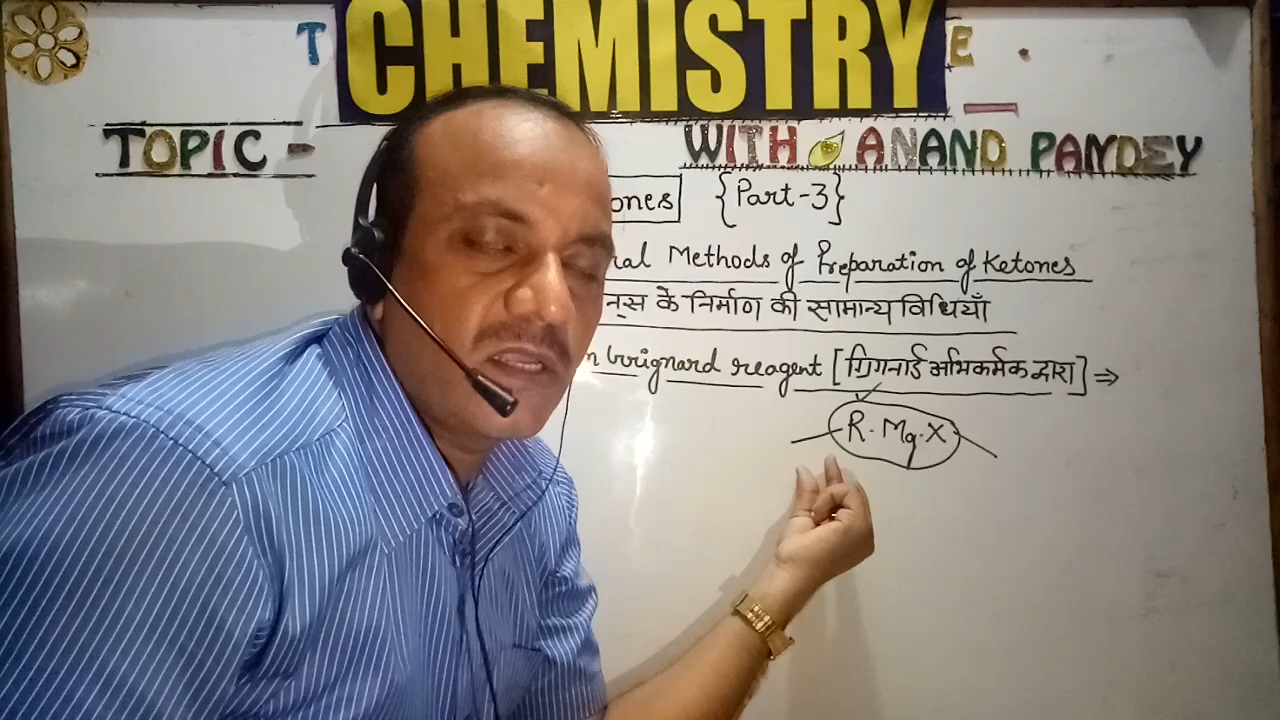 T CHEMISTRY E.
TOPIC - WITH ANAND PANDEY
ones {Part-3}
ral Methods of Preparation of Ketones
न्स के निर्माण की सामान्य विधियाँ
n Grignard reagent [ग्रिगनार्ड अभिकर्मक द्वारा] ⇒
R-Mg-X